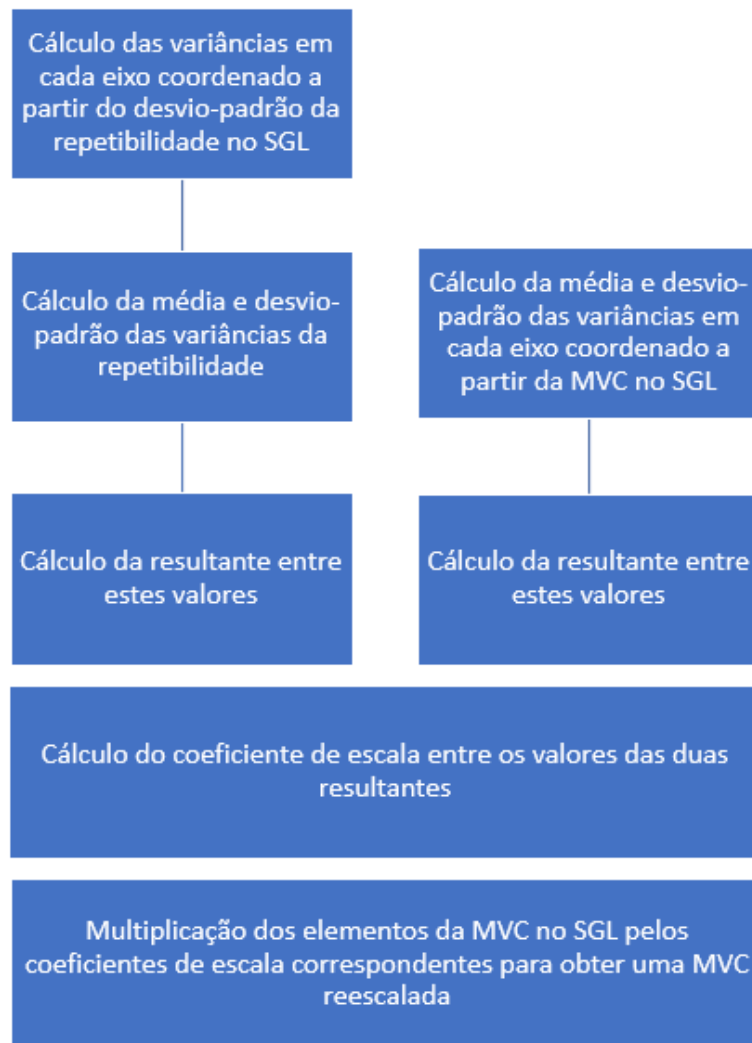 Cálculo das variâncias em
cada eixo coordenado a
partir do desvio-padrão da
repetibilidade no SGL
Cálculo da média e desvio-
padrão das variâncias da
repetibilidade
Cálculo da resultante entre
estes valores
Cálculo da média e desvio-
padrão das variâncias em
cada eixo coordenado a
partir da MVC no SGL
Cálculo da resultante entre
estes valores
Cálculo do coeficiente de escala entre os valores das duas
resultantes
Multiplicação dos elementos da MVC no SGL pelos
coeficientes de escala correspondentes para obter uma MVC
reescalada